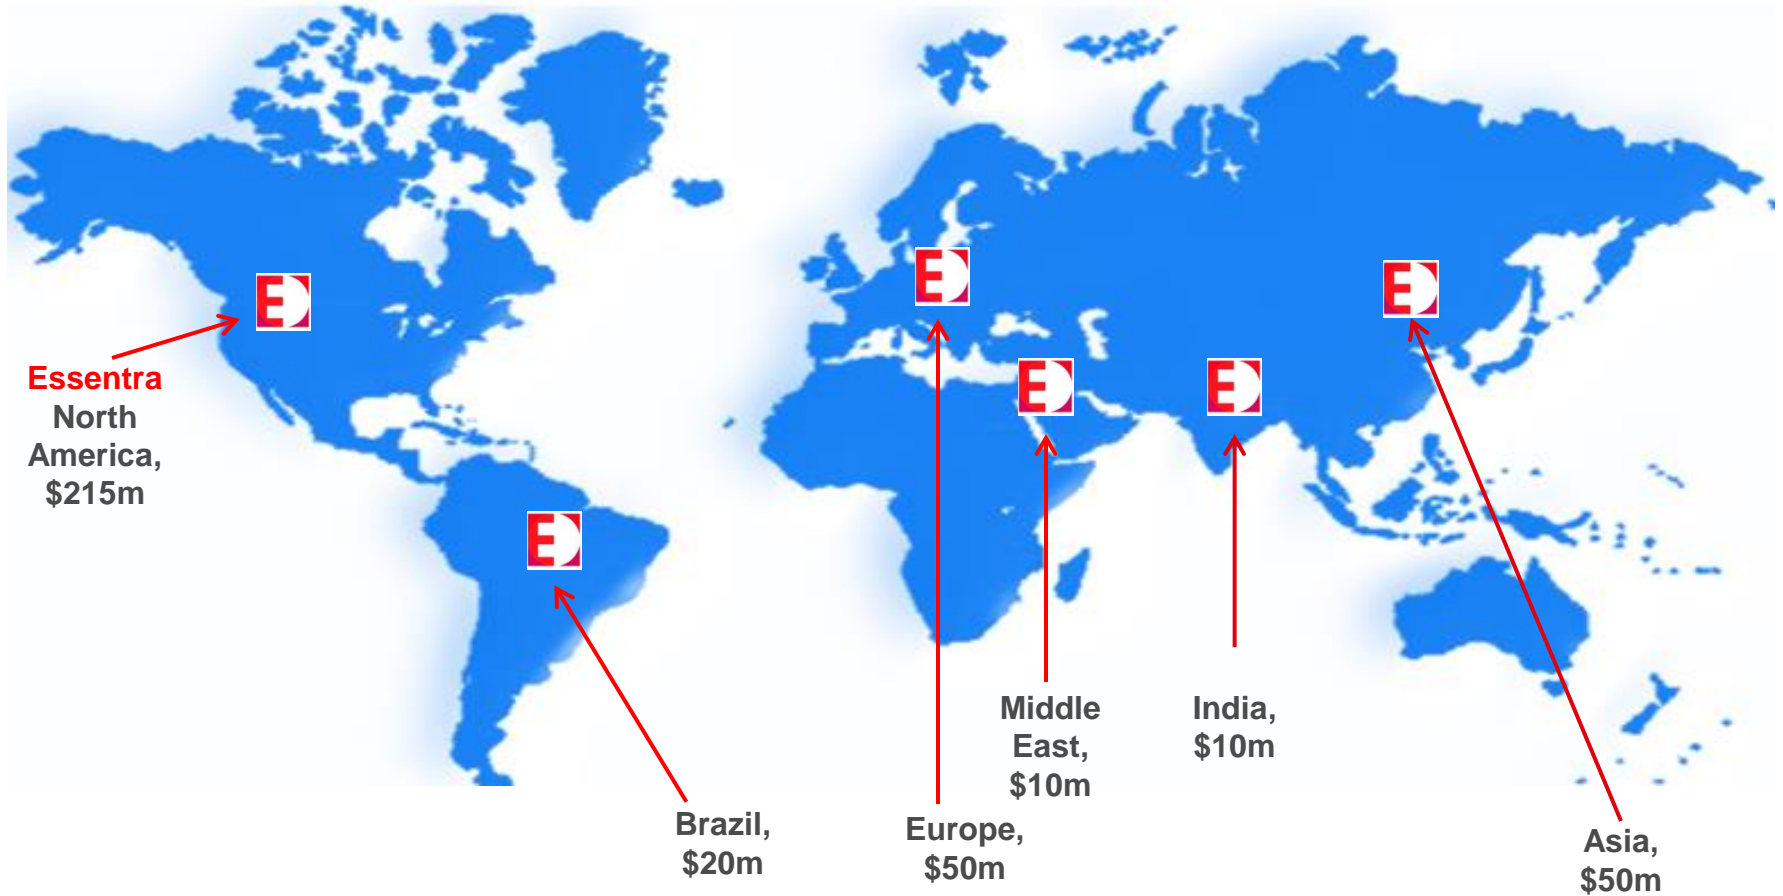 Essentra
North
America,
$215m
Brazil,
$20m
Europe,
$50m
Middle
East,
$10m
India,
$10m
Asia,
$50m